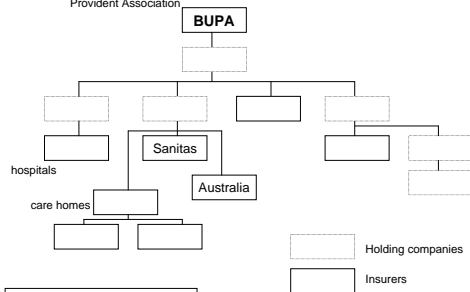 Provident Association
BUPA
Sanitas
hospitals
Australia
care homes
Holding companies
Insurers